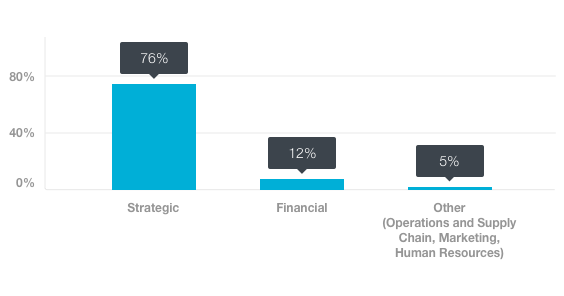 76%
80%
12%
5%
40%
0%
Strategic
Financial
Other
(Operations and Supply
Chain, Marketing,
Human Resources)